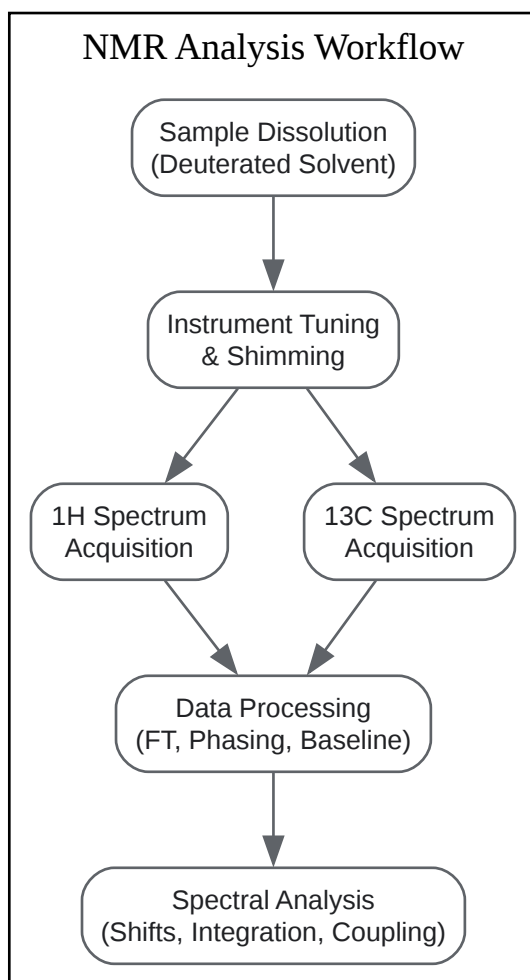 NMR Analysis Workflow
Sample Dissolution
(Deuterated Solvent)
Instrument Tuning
& Shimming
1H Spectrum
Acquisition
13C Spectrum
Acquisition
Data Processing
(FT, Phasing, Baseline)
Spectral Analysis
(Shifts, Integration, Coupling)